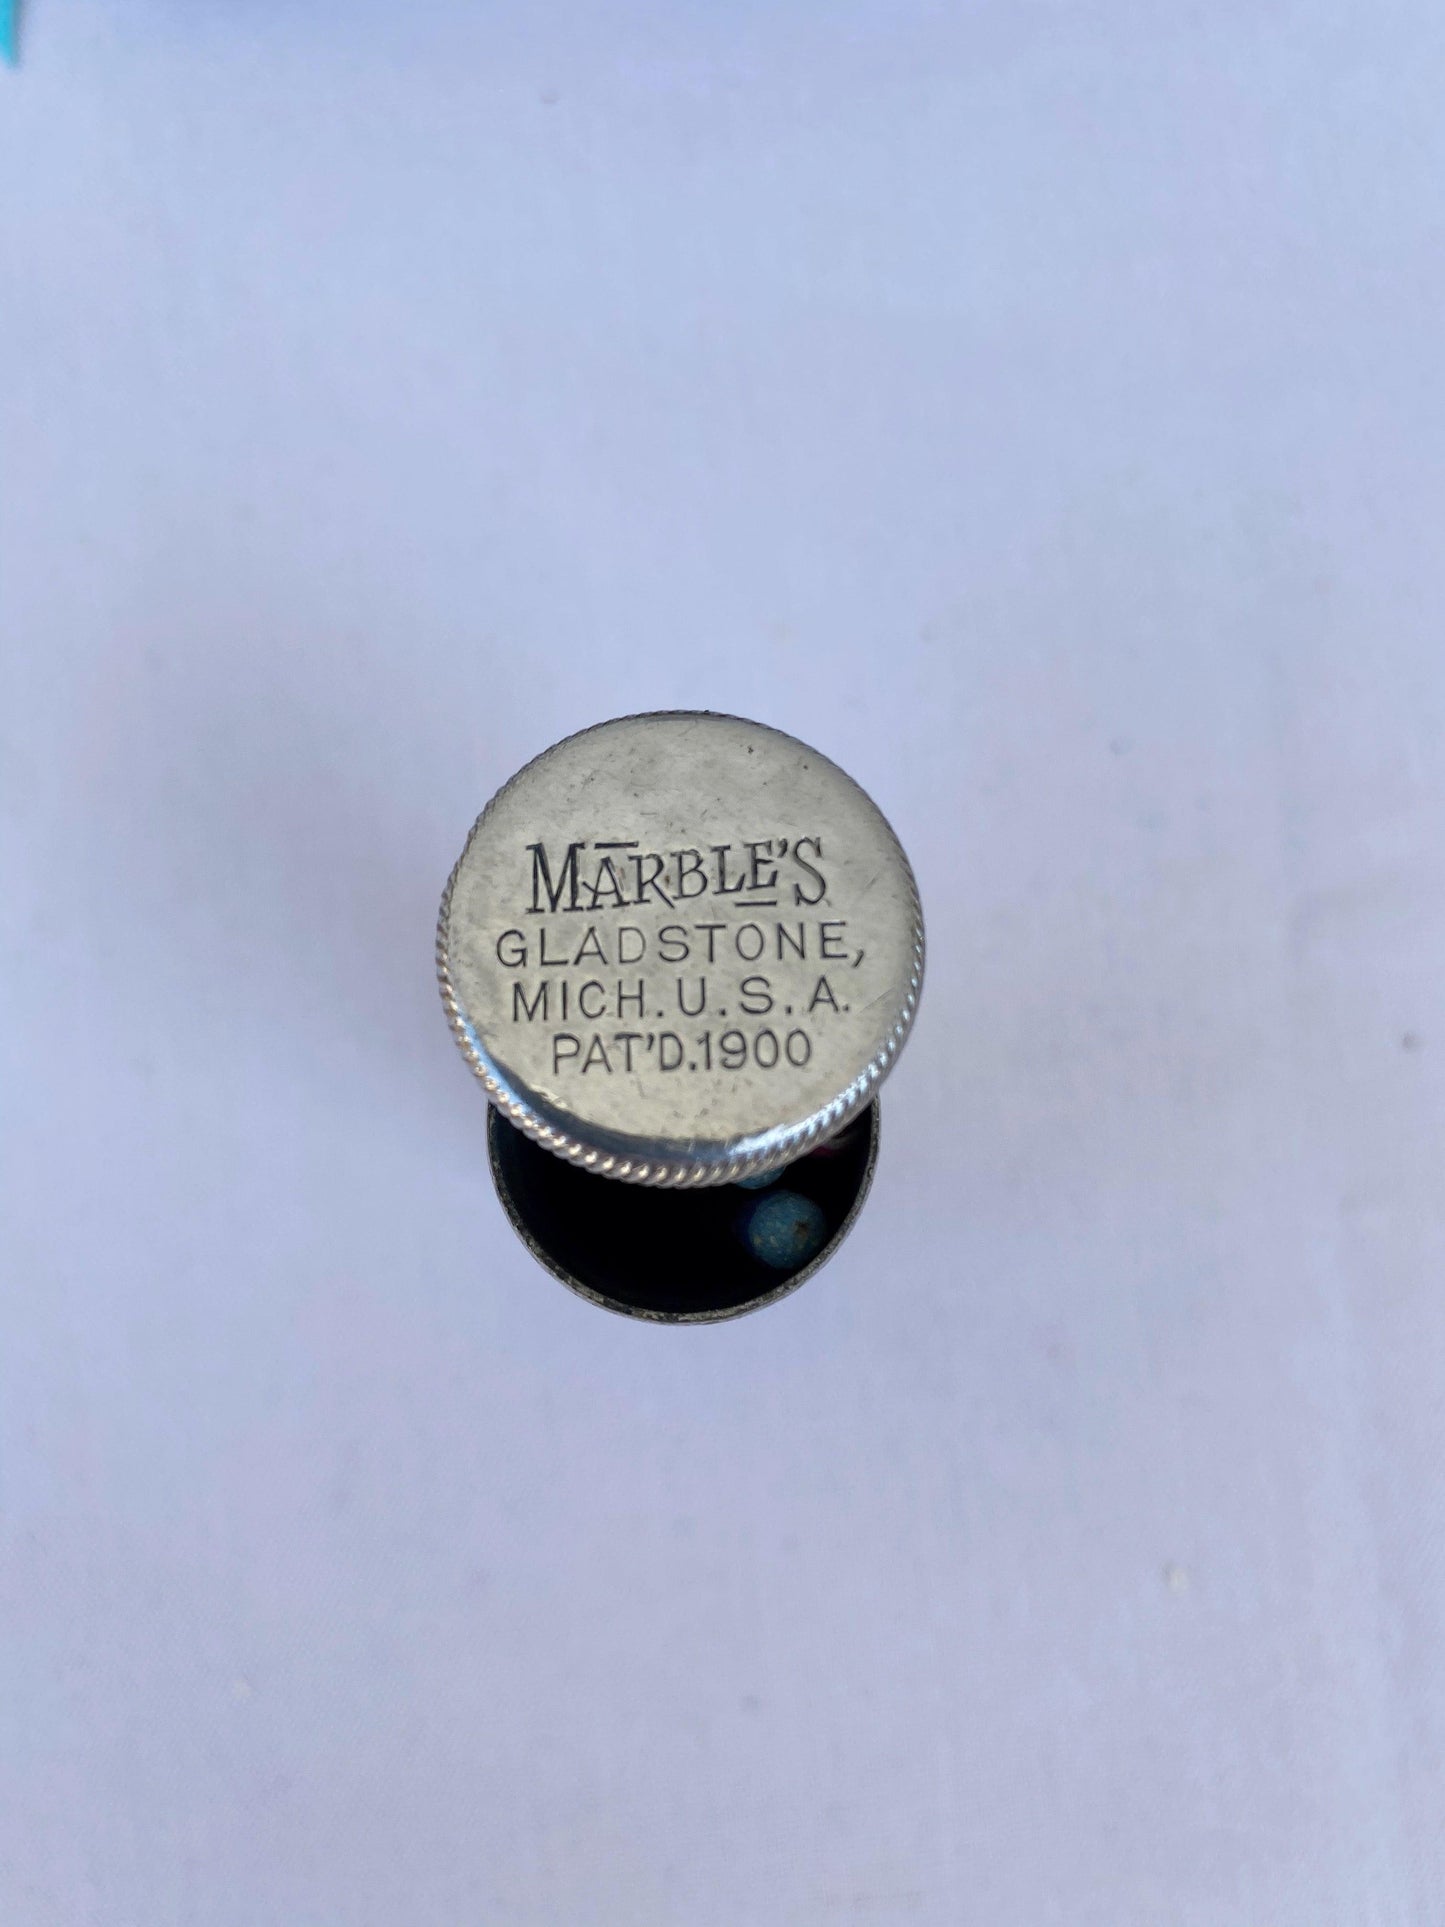 MARBLE'S
GLADSTONE,
MICH. U.S.A.
PAT'D. 1900